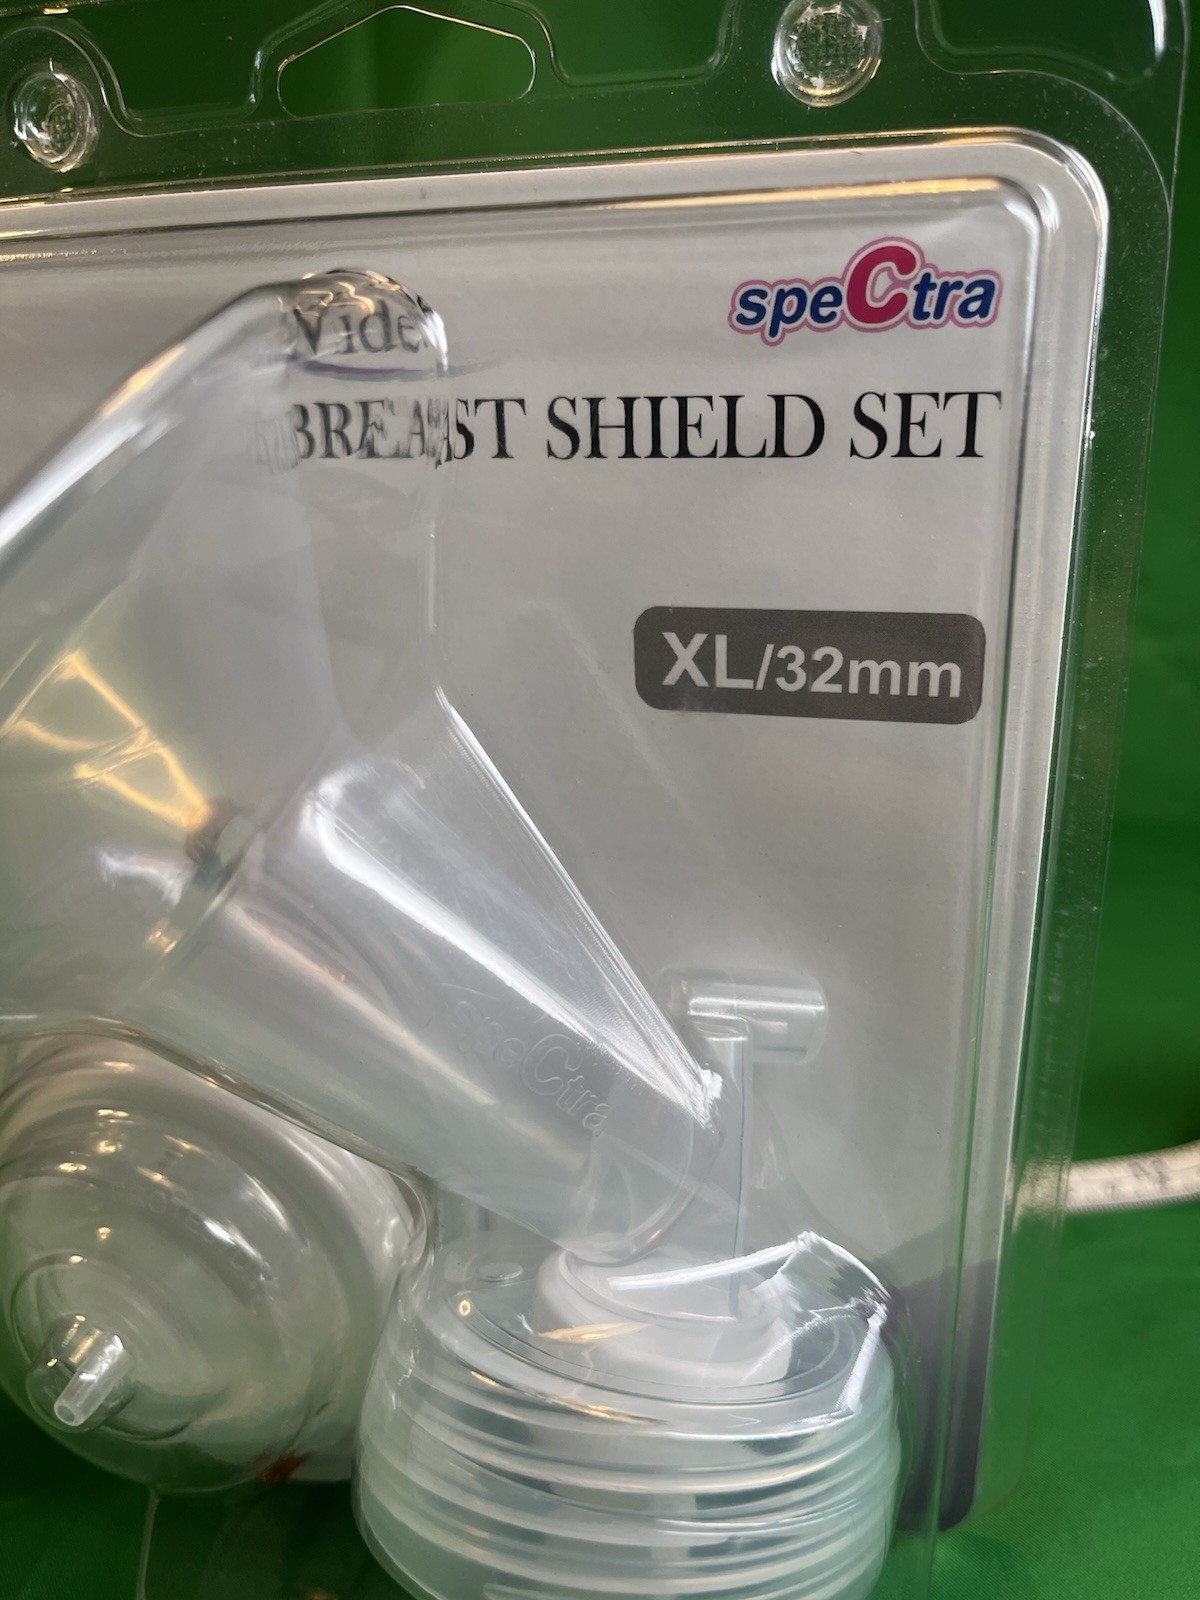 speCtra
Wide
BREAST SHIELD SET
XL/32mm
speCtra